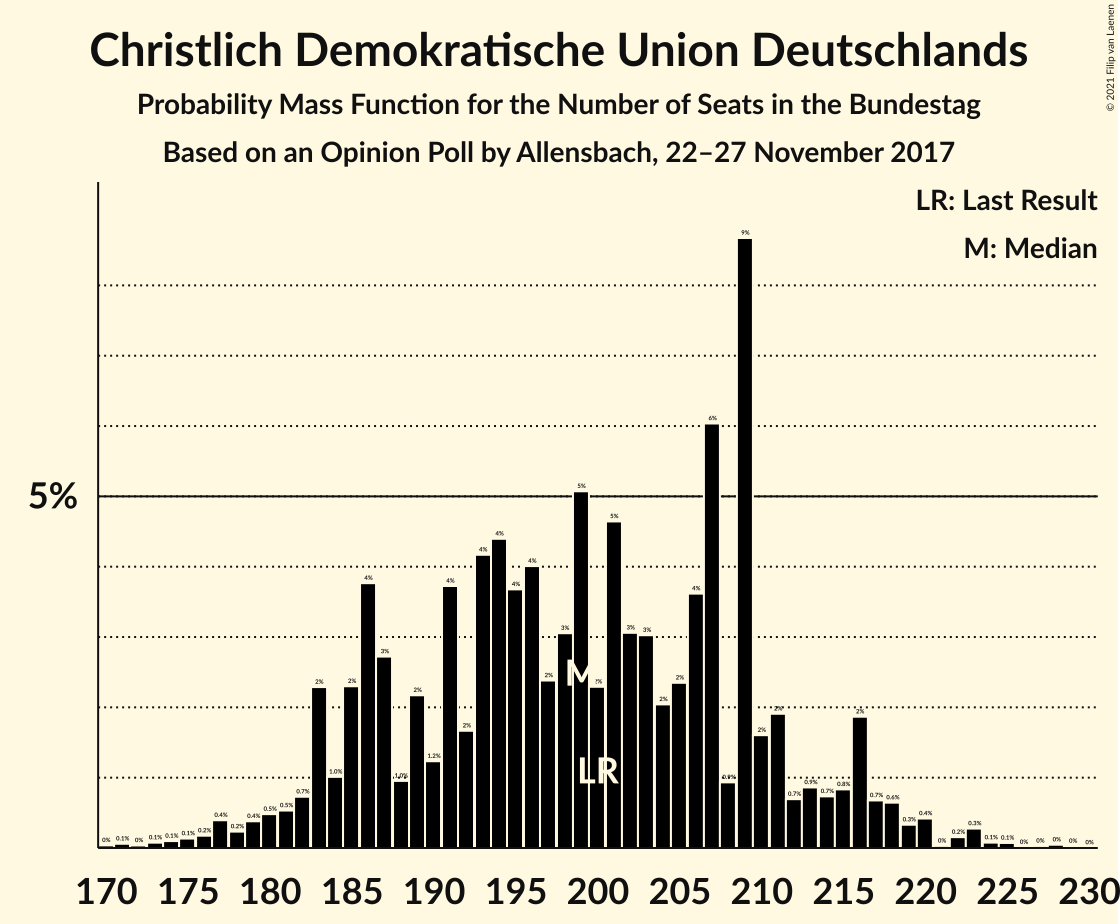 Christlich Demokratische Union Deutschlands
Probability Mass Function for the Number of Seats in the Bundestag
Based on an Opinion Poll by Allensbach, 22–27 November 2017
© 2021 Filip van Laenen
LR: Last Result
M: Median
5%
0% 0.1% 0% 0.1% 0.1% 0.1% 0.2% 0.4% 0.2% 0.4% 0.5% 0.5% 0.7% 2% 1.0% 2% 4% 3% 1.0% 2% 1.2% 4% 2% 4% 4% 4% 4% 2% 3% 5% 5% 3% 3% 2% 2% 4% 6% 0.9% 9% 2% 2% 0.7% 0.9% 0.7% 0.8% 2% 0.7% 0.6% 0.3% 0.4% 0% 0.2% 0.3% 0.1% 0.1% 0% 0% 0% 0% 0%
M
LR
170 175 180 185 190 195 200 205 210 215 220 225 230